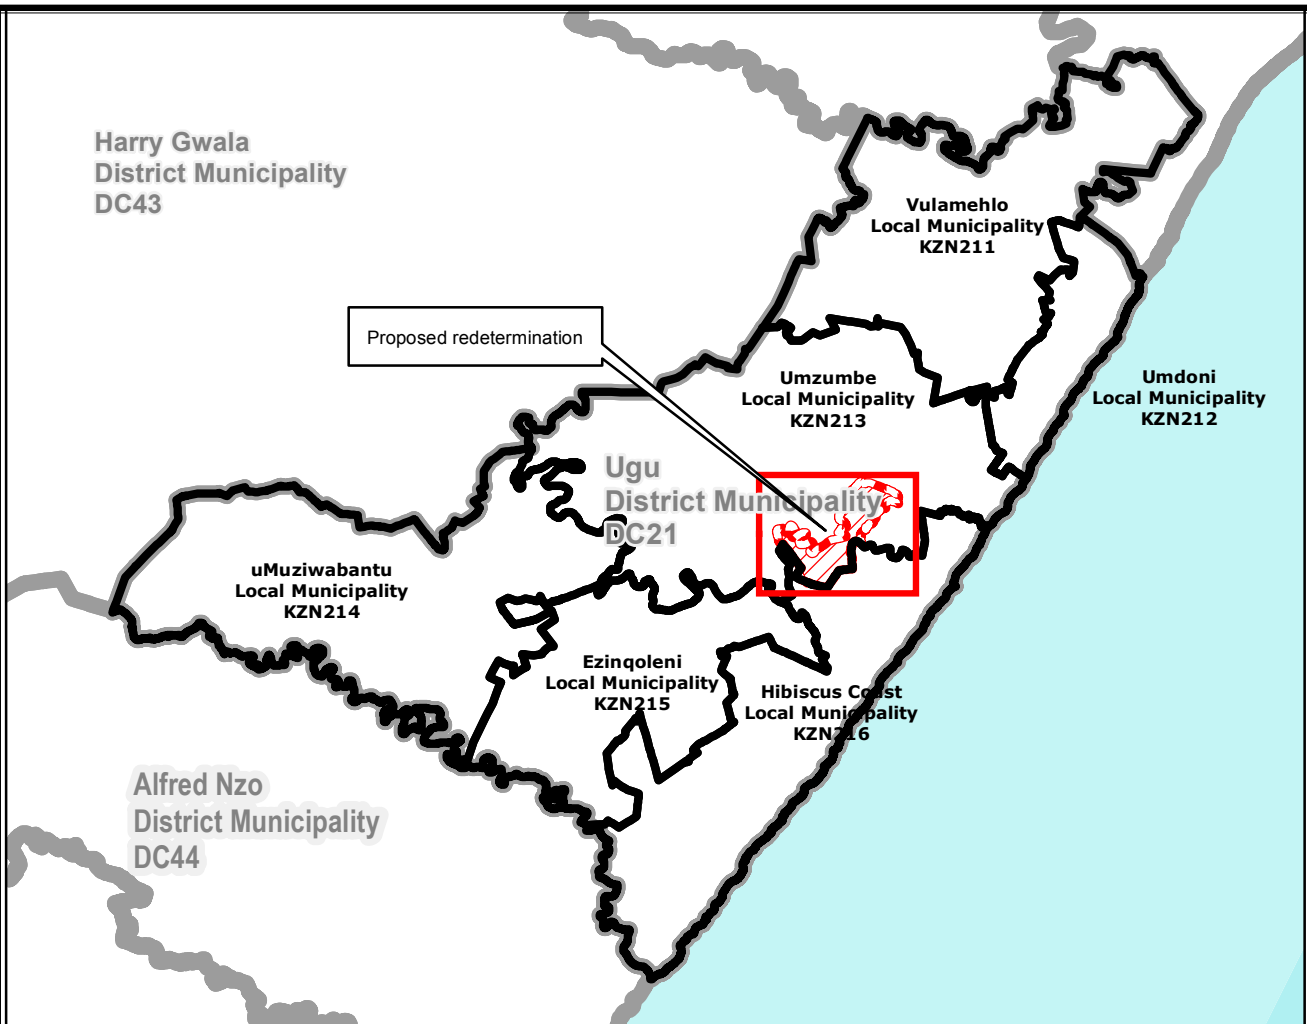 Harry Gwala
District Municipality
DC43
Vulamehlo
Local Municipality
KZN211
Proposed redetermination
Umzumbe
Local Municipality
KZN213
Umdoni
Local Municipality
KZN212
Ugu
District Municipality
DC21
uMuziwabantu
Local Municipality
KZN214
Ezinqoleni
Local Municipality
KZN215
Hibiscus Coast
Local Municipality
KZN216
Alfred Nzo
District Municipality
DC44